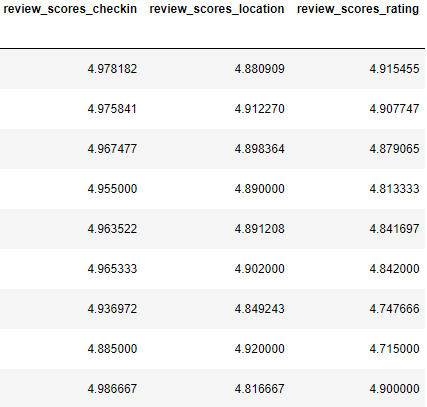 review_scores_checkin review_scores_location review_scores_rating
4.978182 4.880909 4.915455
4.975841 4.912270 4.907747
4.967477 4.898364 4.879065
4.955000 4.890000 4.813333
4.963522 4.891208 4.841697
4.965333 4.902000 4.842000
4.936972 4.849243 4.747666
4.885000 4.920000 4.715000
4.986667 4.816667 4.900000